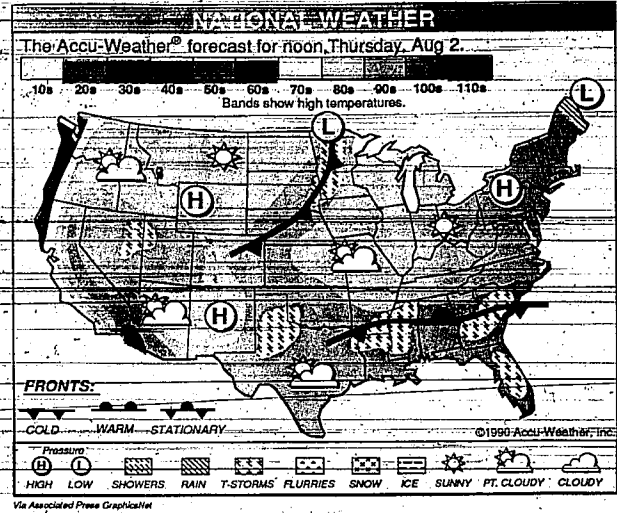 NATIONAL WEATHER
The Accu-Weather® forecast for noon, Thursday, Aug 2.
10s 20s 30s 40s 50s 60s 70s 80s 90s 100s 110s
Bands show high temperatures.
L
L
H
H
H
FRONTS:
COLD WARM STATIONARY
©1990 Accu-Weather, Inc.
Pressure
H L
HIGH LOW SHOWERS RAIN T-STORMS FLURRIES SNOW ICE SUNNY PT. CLOUDY CLOUDY
Via Associated Press GraphicsNet